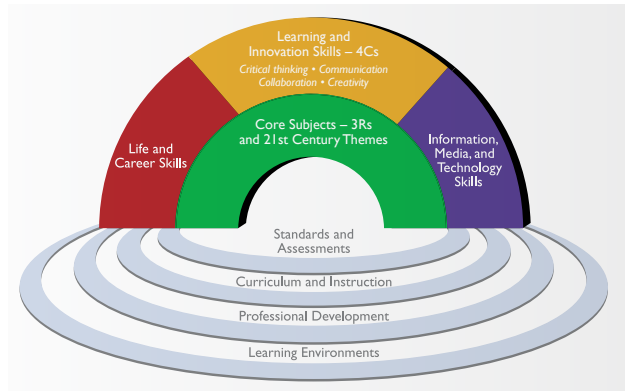 Learning and
Innovation Skills – 4Cs
Critical thinking • Communication
Collaboration • Creativity
Core Subjects – 3Rs
and 21st Century Themes
Life and
Career Skills
Information,
Media, and
Technology
Skills
Standards and
Assessments
Curriculum and Instruction
Professional Development
Learning Environments